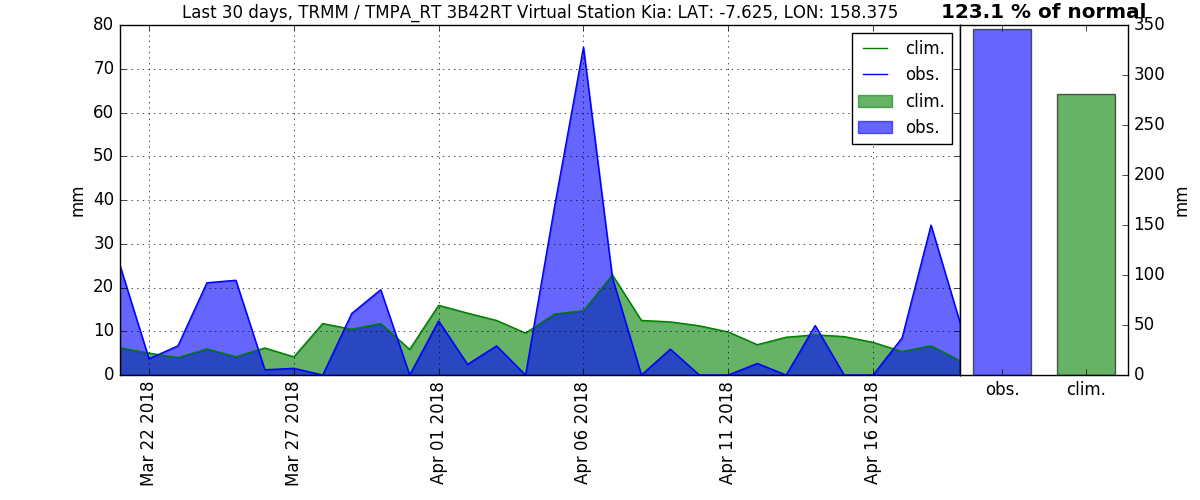 Last 30 days, TRMM / TMPA_RT 3B42RT Virtual Station Kia: LAT: -7.625, LON: 158.375
123.1 % of normal
80
70
60
50
40
30
20
10
0
mm
clim.
obs.
clim.
obs.
350
300
250
200
150
100
50
0
mm
Mar 22 2018
Mar 27 2018
Apr 01 2018
Apr 06 2018
Apr 11 2018
Apr 16 2018
obs.
clim.